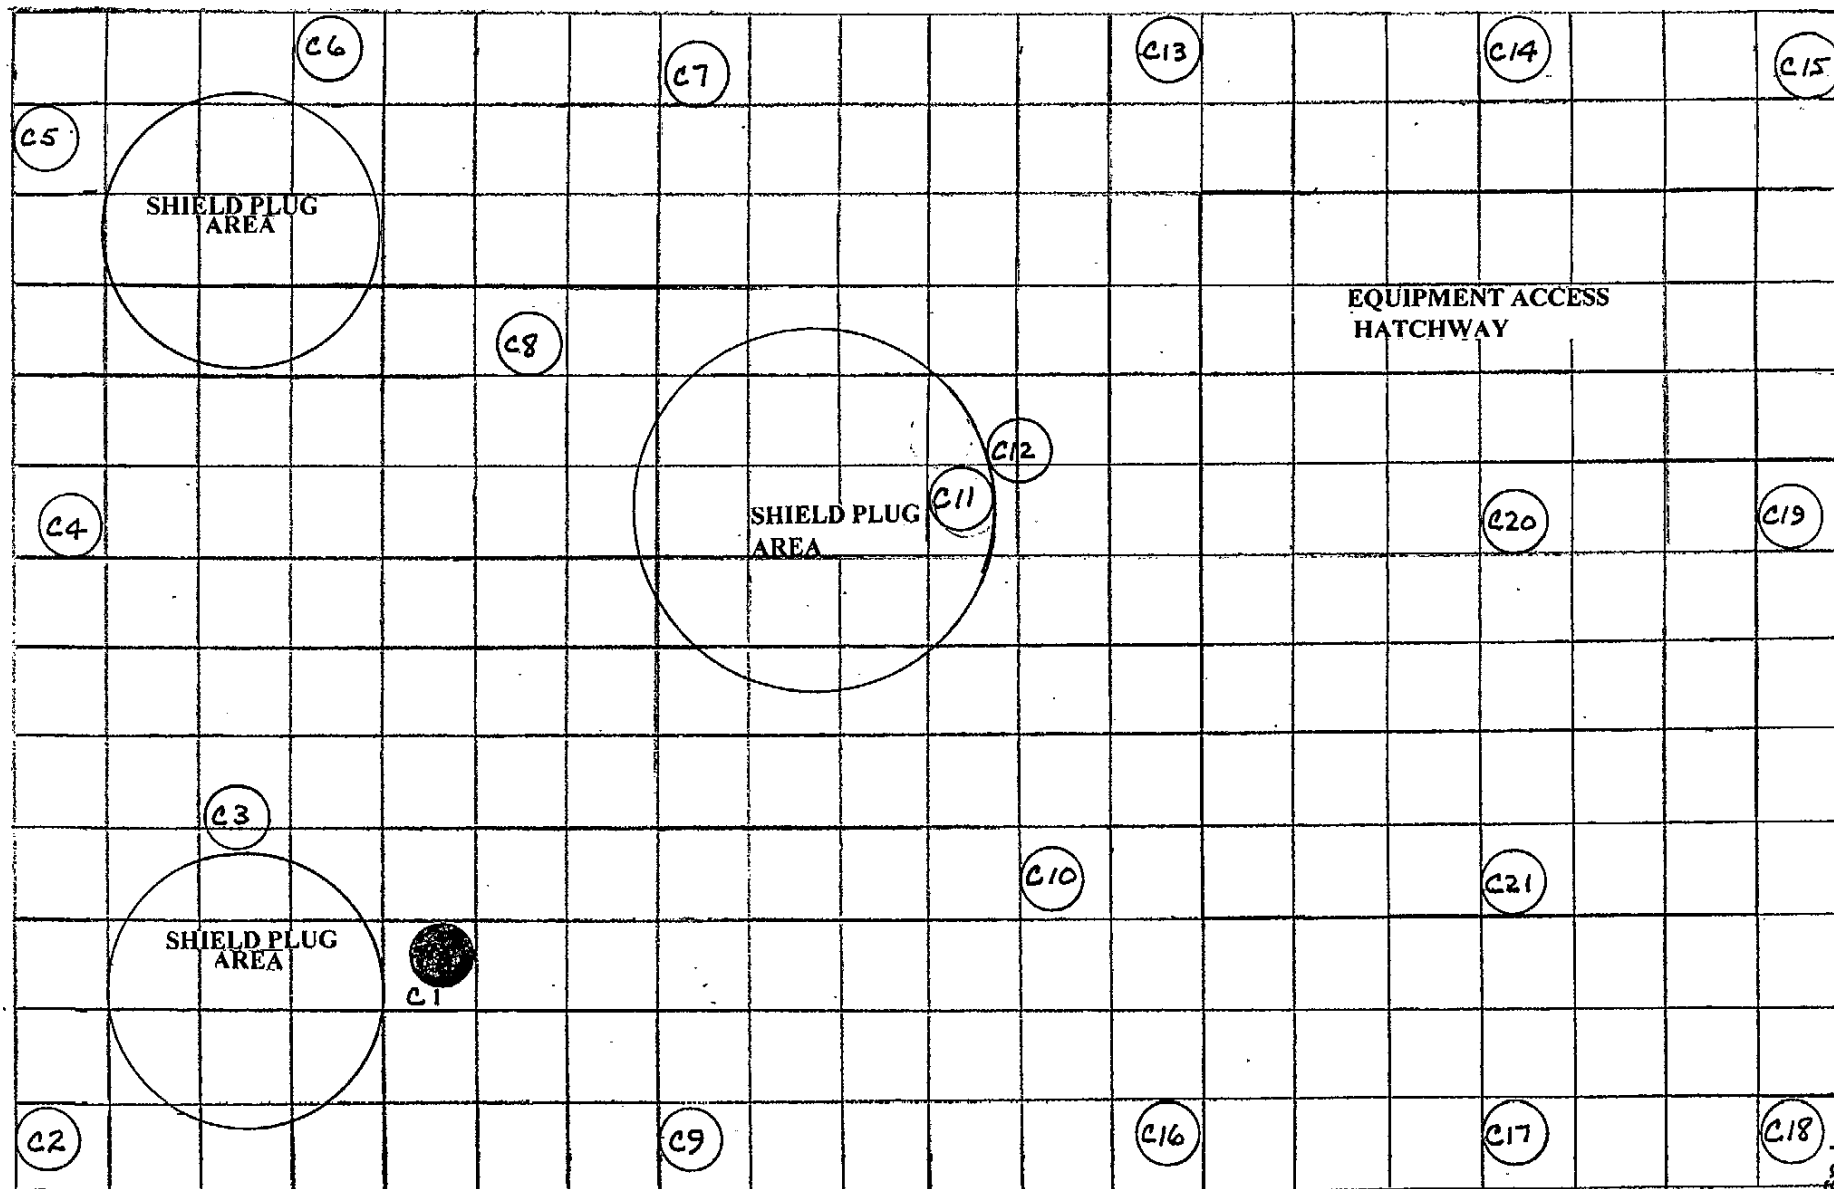 C6
C7
C13
C14
C15
C5
SHIELD PLUG
AREA
EQUIPMENT ACCESS
HATCHWAY
C8
C12
C11
C4
SHIELD PLUG
AREA
C20
C19
C3
C10
C21
SHIELD PLUG
AREA
C1
C2
C9
C16
C17
C18